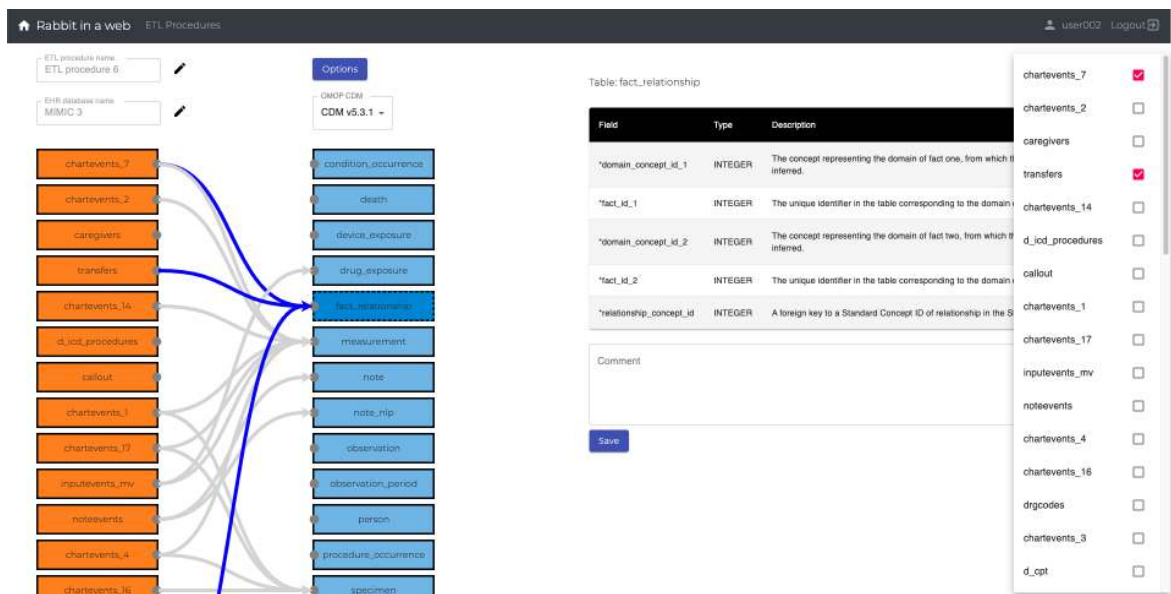 Rabbit in a web ETL Procedures user002 Logout
ETL procedure name
ETL procedure 6
EHR database name
MIMIC 3
Options
OMOP CDM
CDM v5.3.1
chartevents_7
chartevents_2
caregivers
transfers
chartevents_14
d_icd_procedures
callout
chartevents_1
chartevents_17
inputevents_mv
noteevents
chartevents_4
chartevents_16
condition_occurrence
death
device_exposure
drug_exposure
fact_relationship
measurement
note
note_nlp
observation
observation_period
person
procedure_occurrence
specimen
Table: fact_relationship
Field Type Description
*domain_concept_id_1 INTEGER The concept representing the domain of fact one, from which th
inferred.
*fact_id_1 INTEGER The unique identifier in the table corresponding to the domain
*domain_concept_id_2 INTEGER The concept representing the domain of fact two, from which th
inferred.
*fact_id_2 INTEGER The unique identifier in the table corresponding to the domain
*relationship_concept_id INTEGER A foreign key to a Standard Concept ID of relationship in the S
Comment
Save
chartevents_7
chartevents_2
caregivers
transfers
chartevents_14
d_icd_procedures
callout
chartevents_1
chartevents_17
inputevents_mv
noteevents
chartevents_4
chartevents_16
drgcodes
chartevents_3
d_cpt